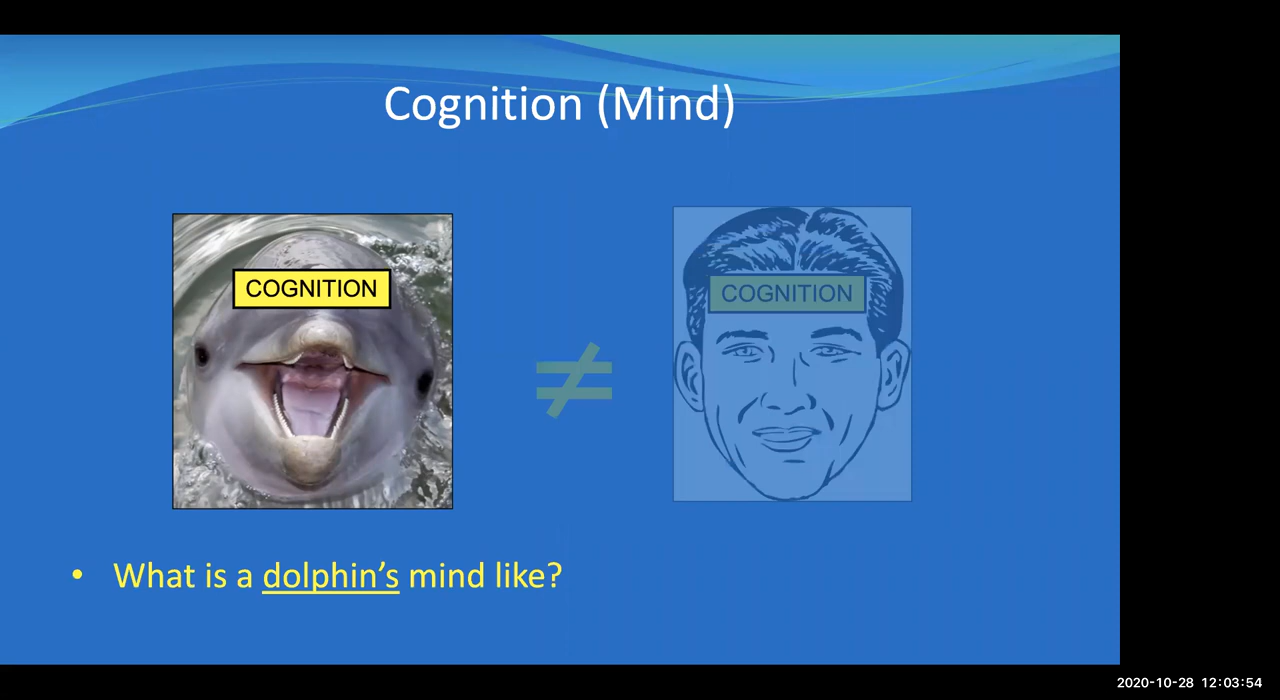 Cognition (Mind)
COGNITION
COGNITION
≠
• What is a dolphin’s mind like?
2020-10-28 12:03:54